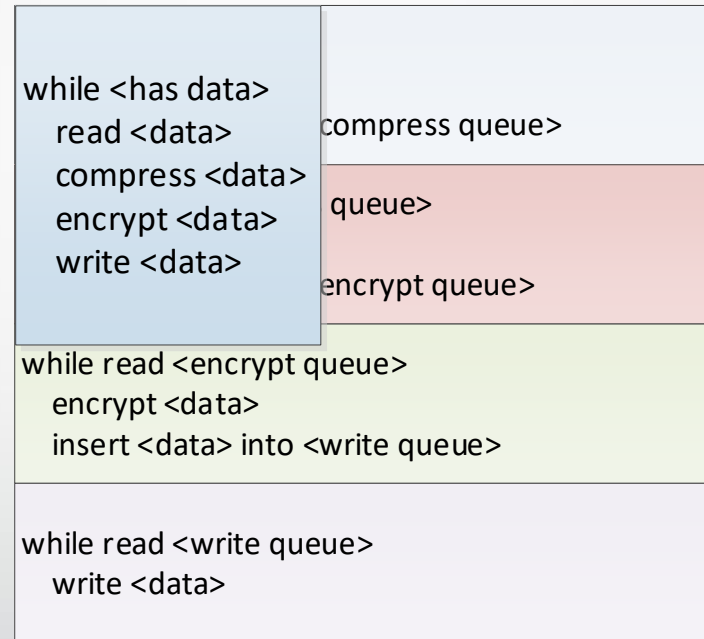 while <has data>
read <data>
compress <data>
encrypt <data>
write <data>
compress queue>
queue>
encrypt queue>
while read <encrypt queue>
encrypt <data>
insert <data> into <write queue>
while read <write queue>
write <data>